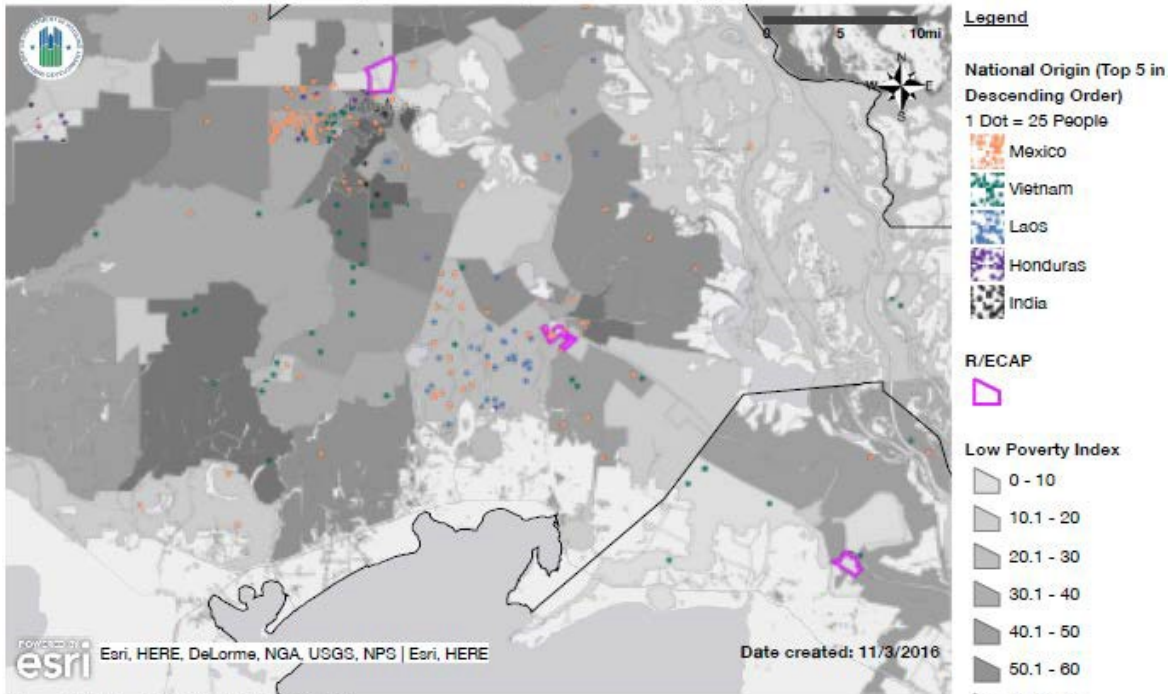 0 5 10mi
N
W E
S
POWERED BY
esri
Esri, HERE, DeLorme, NGA, USGS, NPS | Esri, HERE
Date created: 11/3/2016
Legend
National Origin (Top 5 in
Descending Order)
1 Dot = 25 People
Mexico
Vietnam
Laos
Honduras
India
R/ECAP
Low Poverty Index
0 - 10
10.1 - 20
20.1 - 30
30.1 - 40
40.1 - 50
50.1 - 60